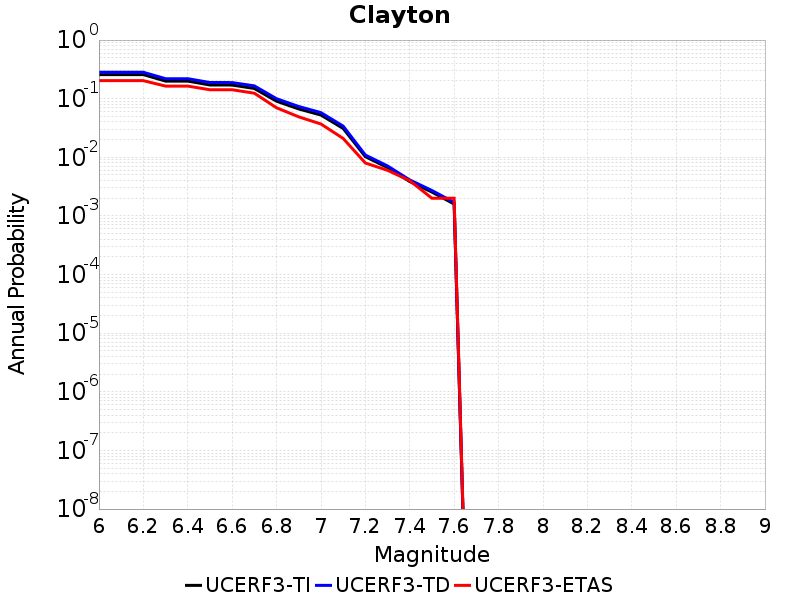 Clayton
10^0
10^-1
10^-2
10^-3
10^-4
10^-5
10^-6
10^-7
10^-8
Annual Probability
6 6.2 6.4 6.6 6.8 7 7.2 7.4 7.6 7.8 8 8.2 8.4 8.6 8.8 9
Magnitude
UCERF3-TI UCERF3-TD UCERF3-ETAS